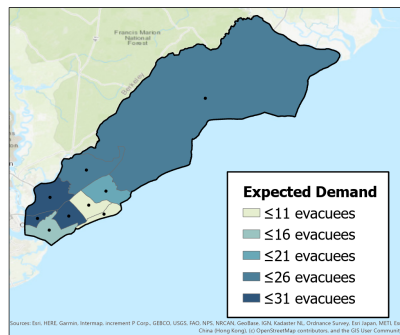 Francis Marion
National
Forest
Berkeley
Expected Demand
≤11 evacuees
≤16 evacuees
≤21 evacuees
≤26 evacuees
≤31 evacuees
Sources: Esri, HERE, Garmin, Intermap, increment P Corp., GEBCO, USGS, FAO, NPS, NRCAN, GeoBase, IGN, Kadaster NL, Ordnance Survey, Esri Japan, METI, Esri
China (Hong Kong), (c) OpenStreetMap contributors, and the GIS User Community